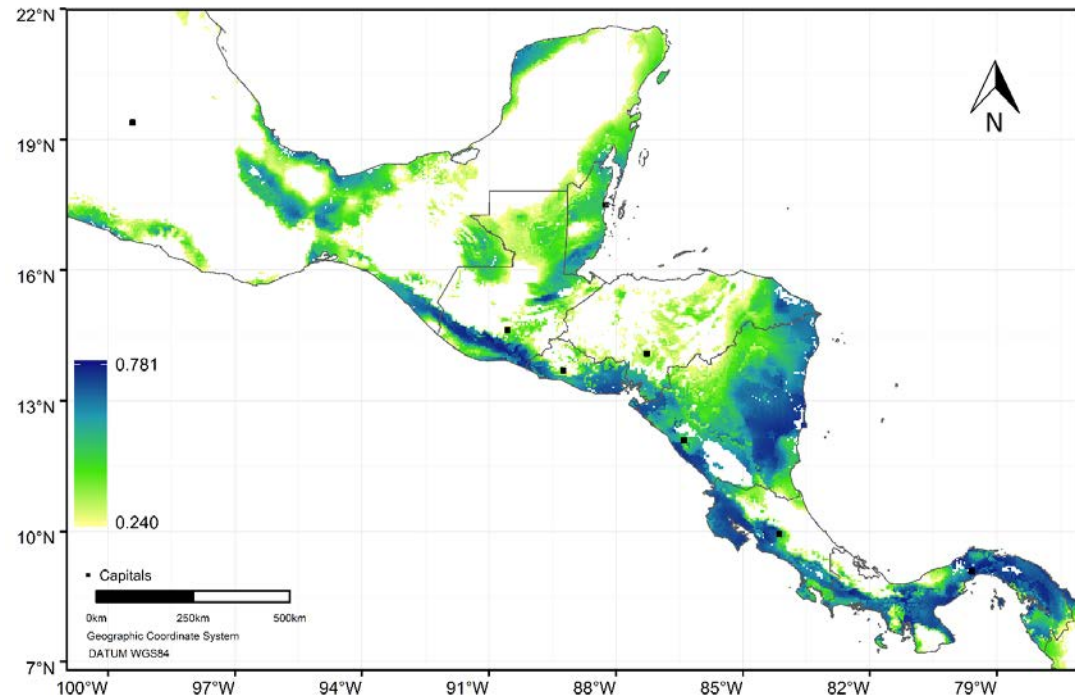 22°N
19°N
16°N
13°N
10°N
7°N
N
0.781
0.240
Capitals
0km 250km 500km
Geographic Coordinate System
DATUM WGS84
100°W 97°W 94°W 91°W 88°W 85°W 82°W 79°W